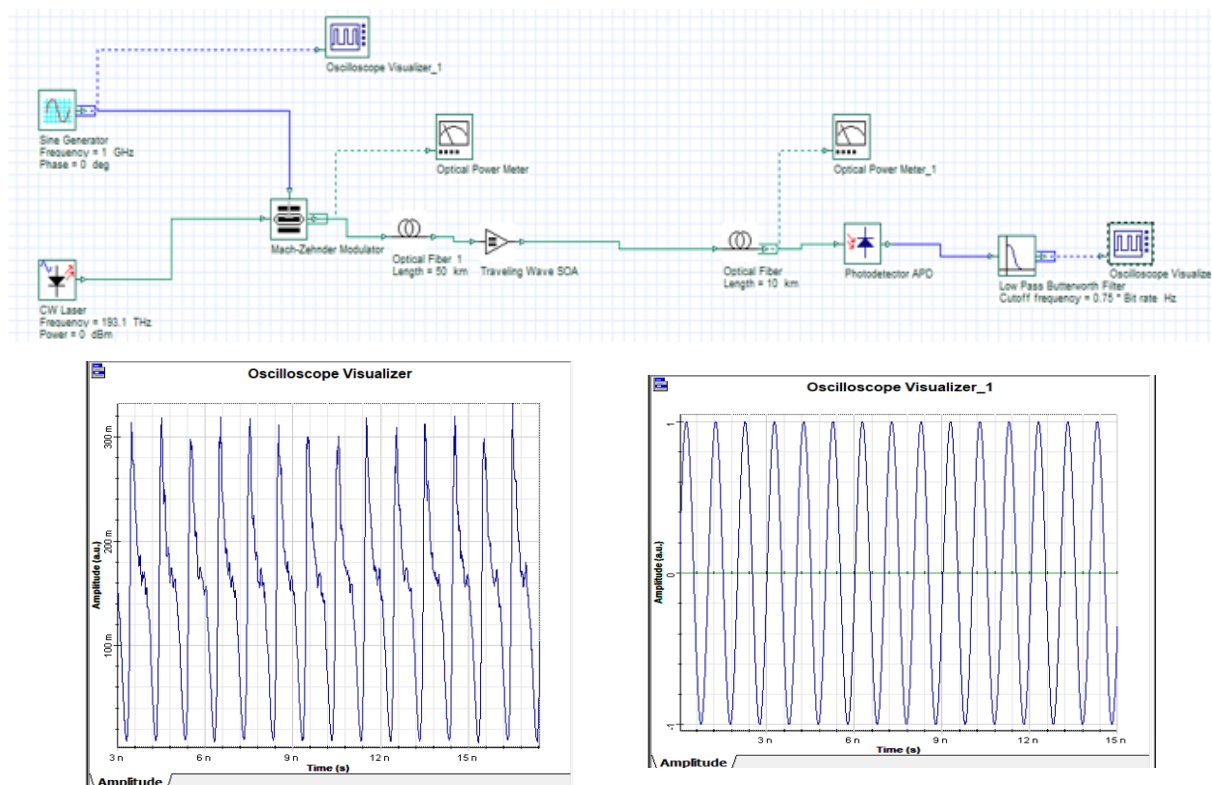 Oscilloscope Visualizer_1
Sine Generator
Frequency = 1 GHz
Phase = 0 deg
Optical Power Meter
Optical Power Meter_1
Mach-Zehnder Modulator
Optical Fiber 1
Length = 50 km
Traveling Wave SOA
Optical Fiber
Length = 10 km
Photodetector APD
Oscilloscope Visualize
Low Pass Butterworth Filter
Cutoff frequency = 0.75 * Bit rate Hz
CW Laser
Frequency = 193.1 THz
Power = 0 dBm
Oscilloscope Visualizer
300 m
200 m
100 m
Amplitude (a.u.)
3 n 6 n 9 n 12 n 15 n
Time (s)
Amplitude
Oscilloscope Visualizer_1
1
0
-1
Amplitude (a.u.)
3 n 6 n 9 n 12 n 15 n
Time (s)
Amplitude